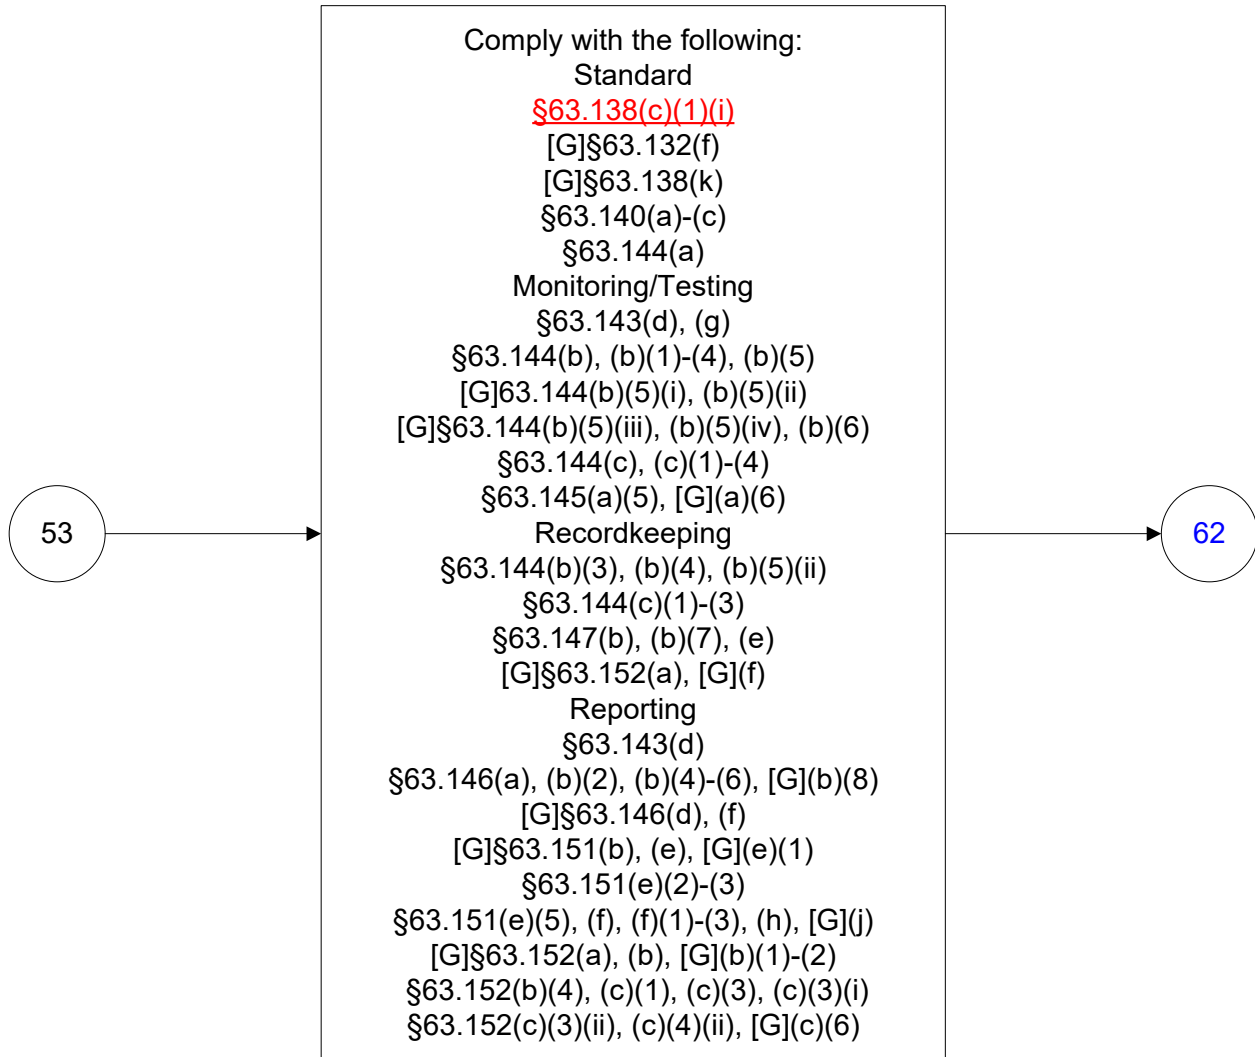 Comply with the following:
Standard
§63.138(c)(1)(i)
[G]§63.132(f)
[G]§63.138(k)
§63.140(a)-(c)
§63.144(a)
Monitoring/Testing
§63.143(d), (g)
§63.144(b), (b)(1)-(4), (b)(5)
[G]63.144(b)(5)(i), (b)(5)(ii)
[G]§63.144(b)(5)(iii), (b)(5)(iv), (b)(6)
§63.144(c), (c)(1)-(4)
§63.145(a)(5), [G](a)(6)
53
Recordkeeping
62
§63.144(b)(3), (b)(4), (b)(5)(ii)
§63.144(c)(1)-(3)
§63.147(b), (b)(7), (e)
[G]§63.152(a), [G](f)
Reporting
§63.143(d)
§63.146(a), (b)(2), (b)(4)-(6), [G](b)(8)
[G]§63.146(d), (f)
[G]§63.151(b), (e), [G](e)(1)
§63.151(e)(2)-(3)
§63.151(e)(5), (f), (f)(1)-(3), (h), [G](j)
[G]§63.152(a), (b), [G](b)(1)-(2)
§63.152(b)(4), (c)(1), (c)(3), (c)(3)(i)
§63.152(c)(3)(ii), (c)(4)(ii), [G](c)(6)